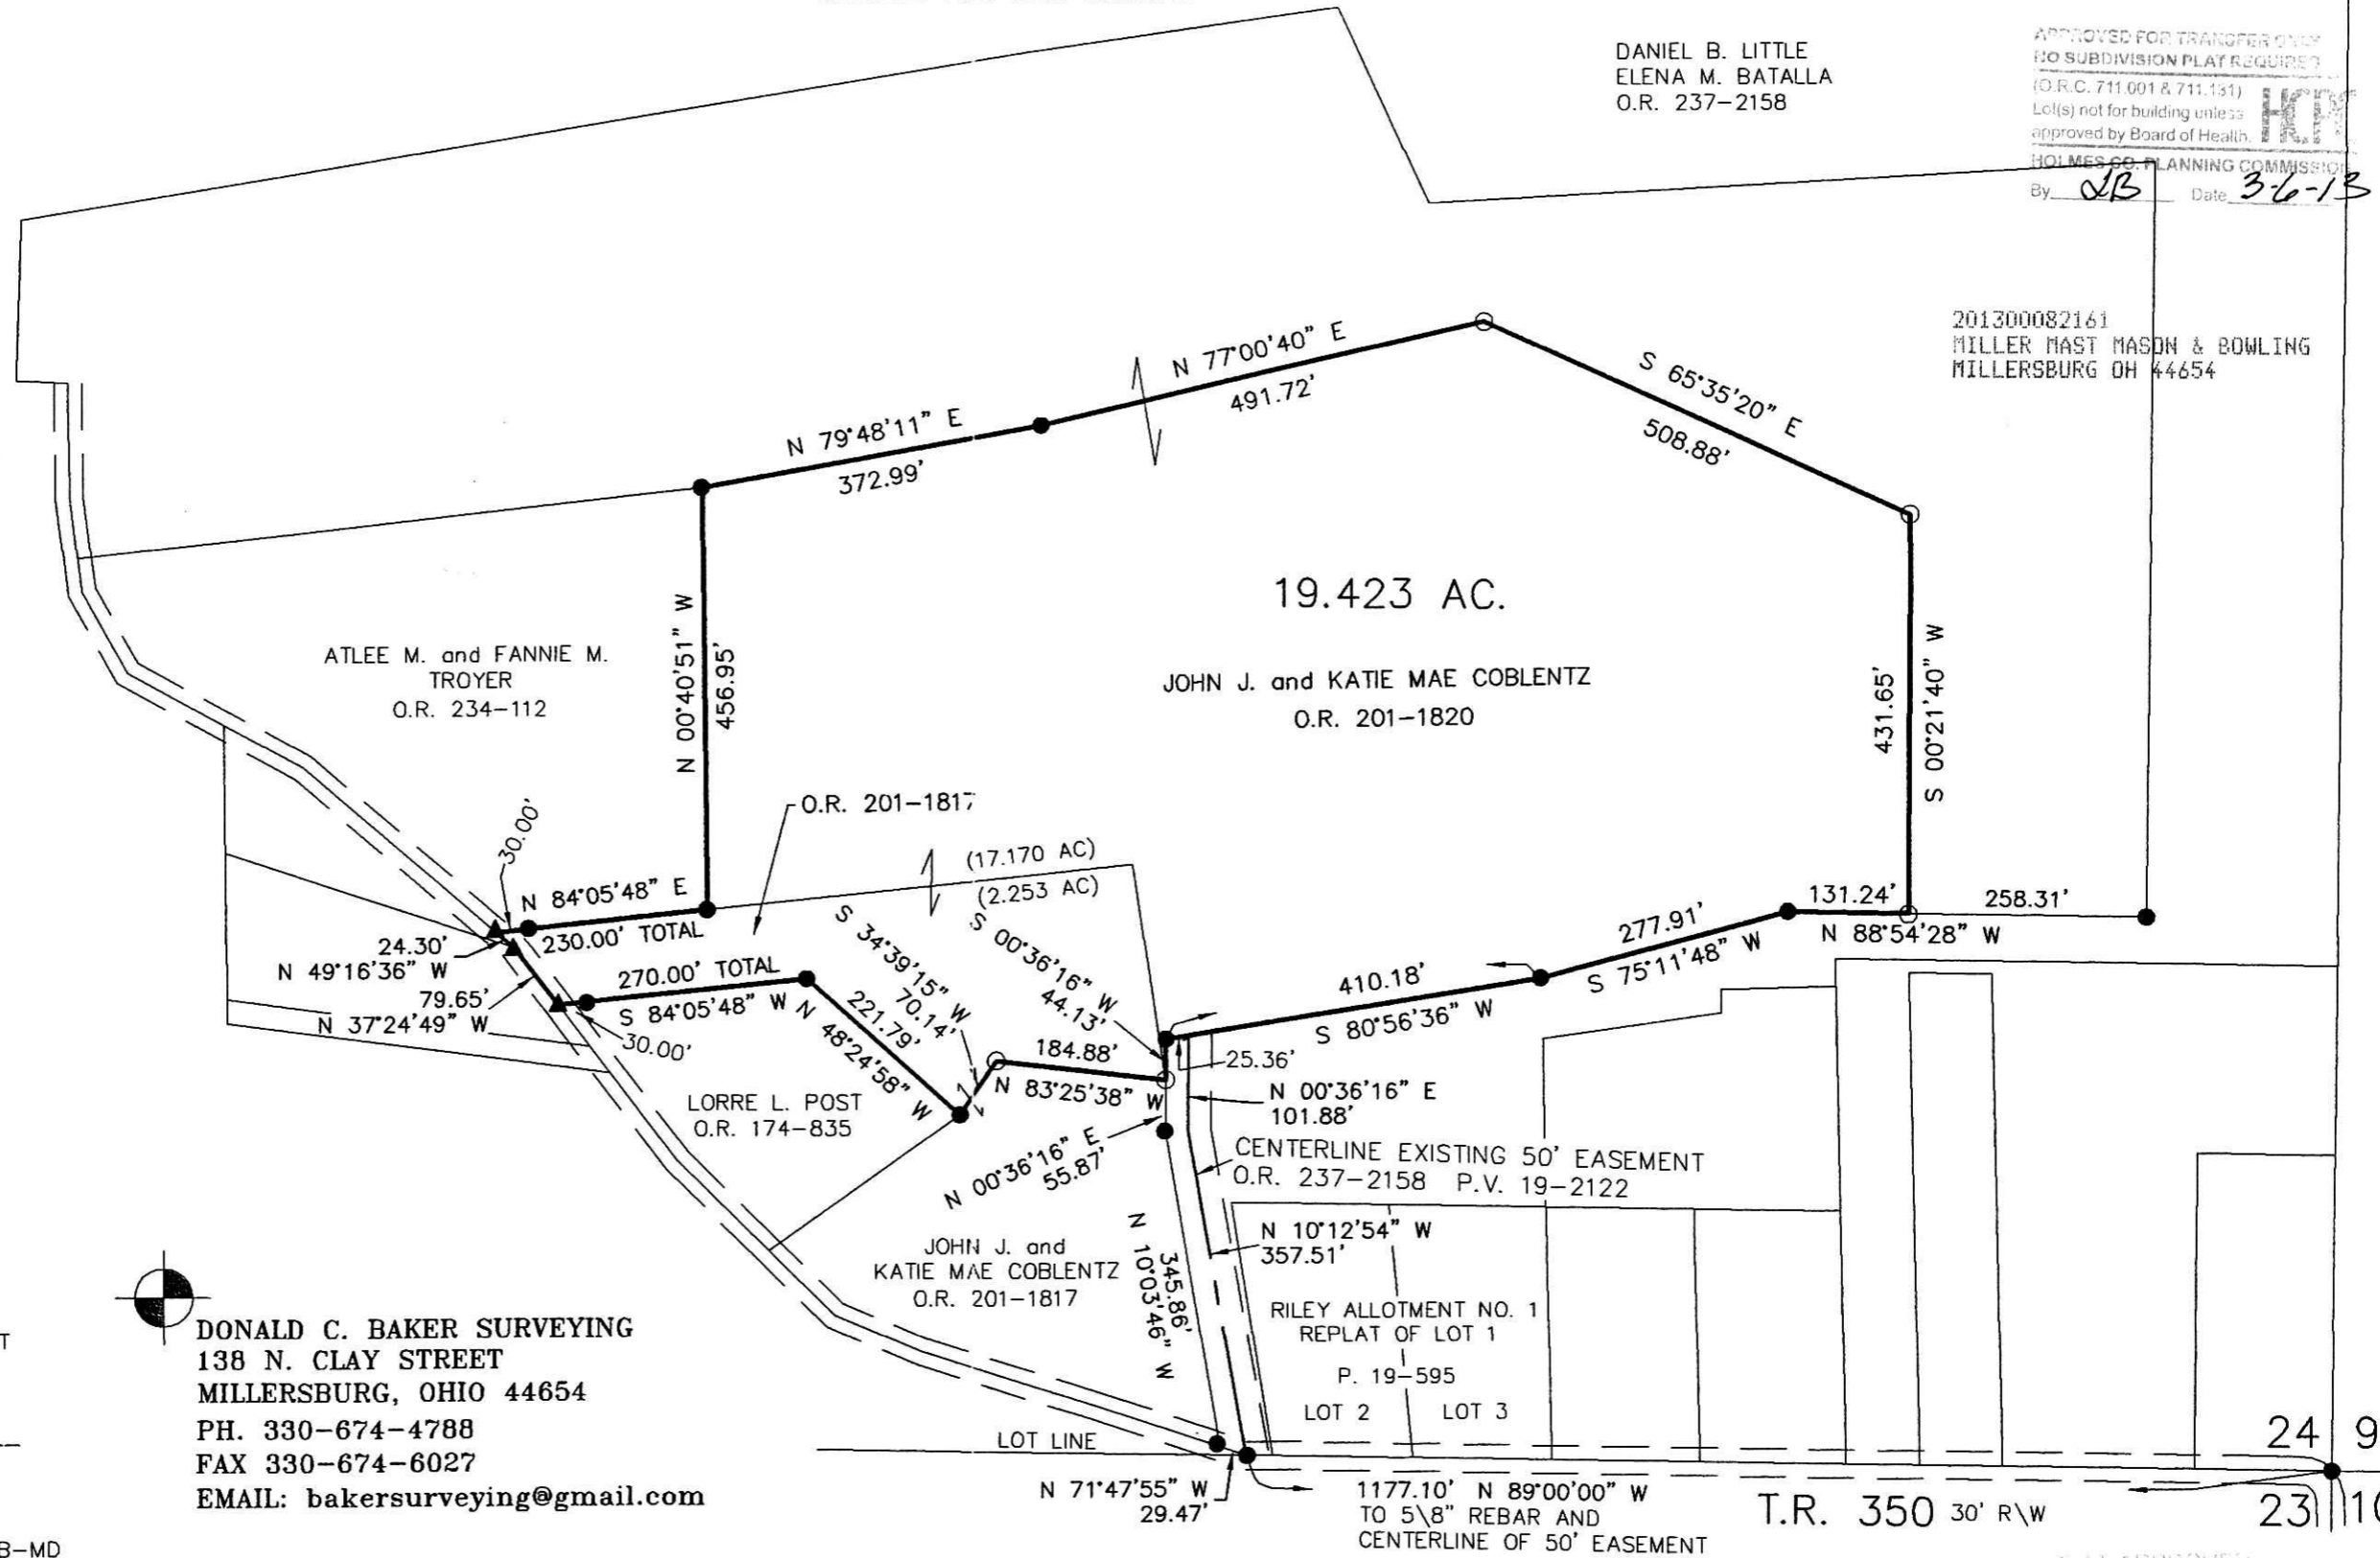 DANIEL B. LITTLE
ELENA M. BATALLA
O.R. 237-2158
APPROVED FOR TRANSFER ONLY
NO SUBDIVISION PLAT REQUIRED
(O.R.C. 711.001 & 711.131)
Lot(s) not for building unless
approved by Board of Health.
HCPC
HOLMES CO. PLANNING COMMISSION
By Date 3-6-13
201300082161
MILLER MAST MASON & BOWLING
MILLERSBURG OH 44654
N 77°00'40" E
491.72'
S 65°35'20" E
508.88'
N 79°48'11" E
372.99'
19.423 AC.
JOHN J. and KATIE MAE COBLENTZ
O.R. 201-1820
ATLEE M. and FANNIE M.
TROYER
O.R. 234-112
N 00°40'51" W
456.95'
431.65'
S 00°21'40" W
O.R. 201-1817
(17.170 AC)
(2.253 AC)
30.00'
N 84°05'48" E
230.00' TOTAL
24.30'
N 49°16'36" W
79.65'
N 37°24'49" W
270.00' TOTAL
S 84°05'48" W
30.00'
N 48°24'58" W
221.79'
S 34°39'15" W
70.14'
S 00°36'16" W
44.13'
184.88'
N 83°25'38" W
410.18'
S 80°56'36" W
277.91'
S 75°11'48" W
131.24'
N 88°54'28" W
258.31'
25.36'
N 00°36'16" E
101.88'
N 00°36'16" E
55.87'
CENTERLINE EXISTING 50' EASEMENT
O.R. 237-2158 P.V. 19-2122
LORRE L. POST
O.R. 174-835
JOHN J. and
KATIE MAE COBLENTZ
O.R. 201-1817
345.86'
N 10°03'46" W
N 10°12'54" W
357.51'
RILEY ALLOTMENT NO. 1
REPLAT OF LOT 1
P. 19-595
LOT 2 LOT 3
LOT LINE
N 71°47'55" W
29.47'
1177.10' N 89°00'00" W
TO 5\8" REBAR AND
CENTERLINE OF 50' EASEMENT
T.R. 350 30' R\W
24 9
23 10
DONALD C. BAKER SURVEYING
138 N. CLAY STREET
MILLERSBURG, OHIO 44654
PH. 330-674-4788
FAX 330-674-6027
EMAIL: bakersurveying@gmail.com
T
B-MD